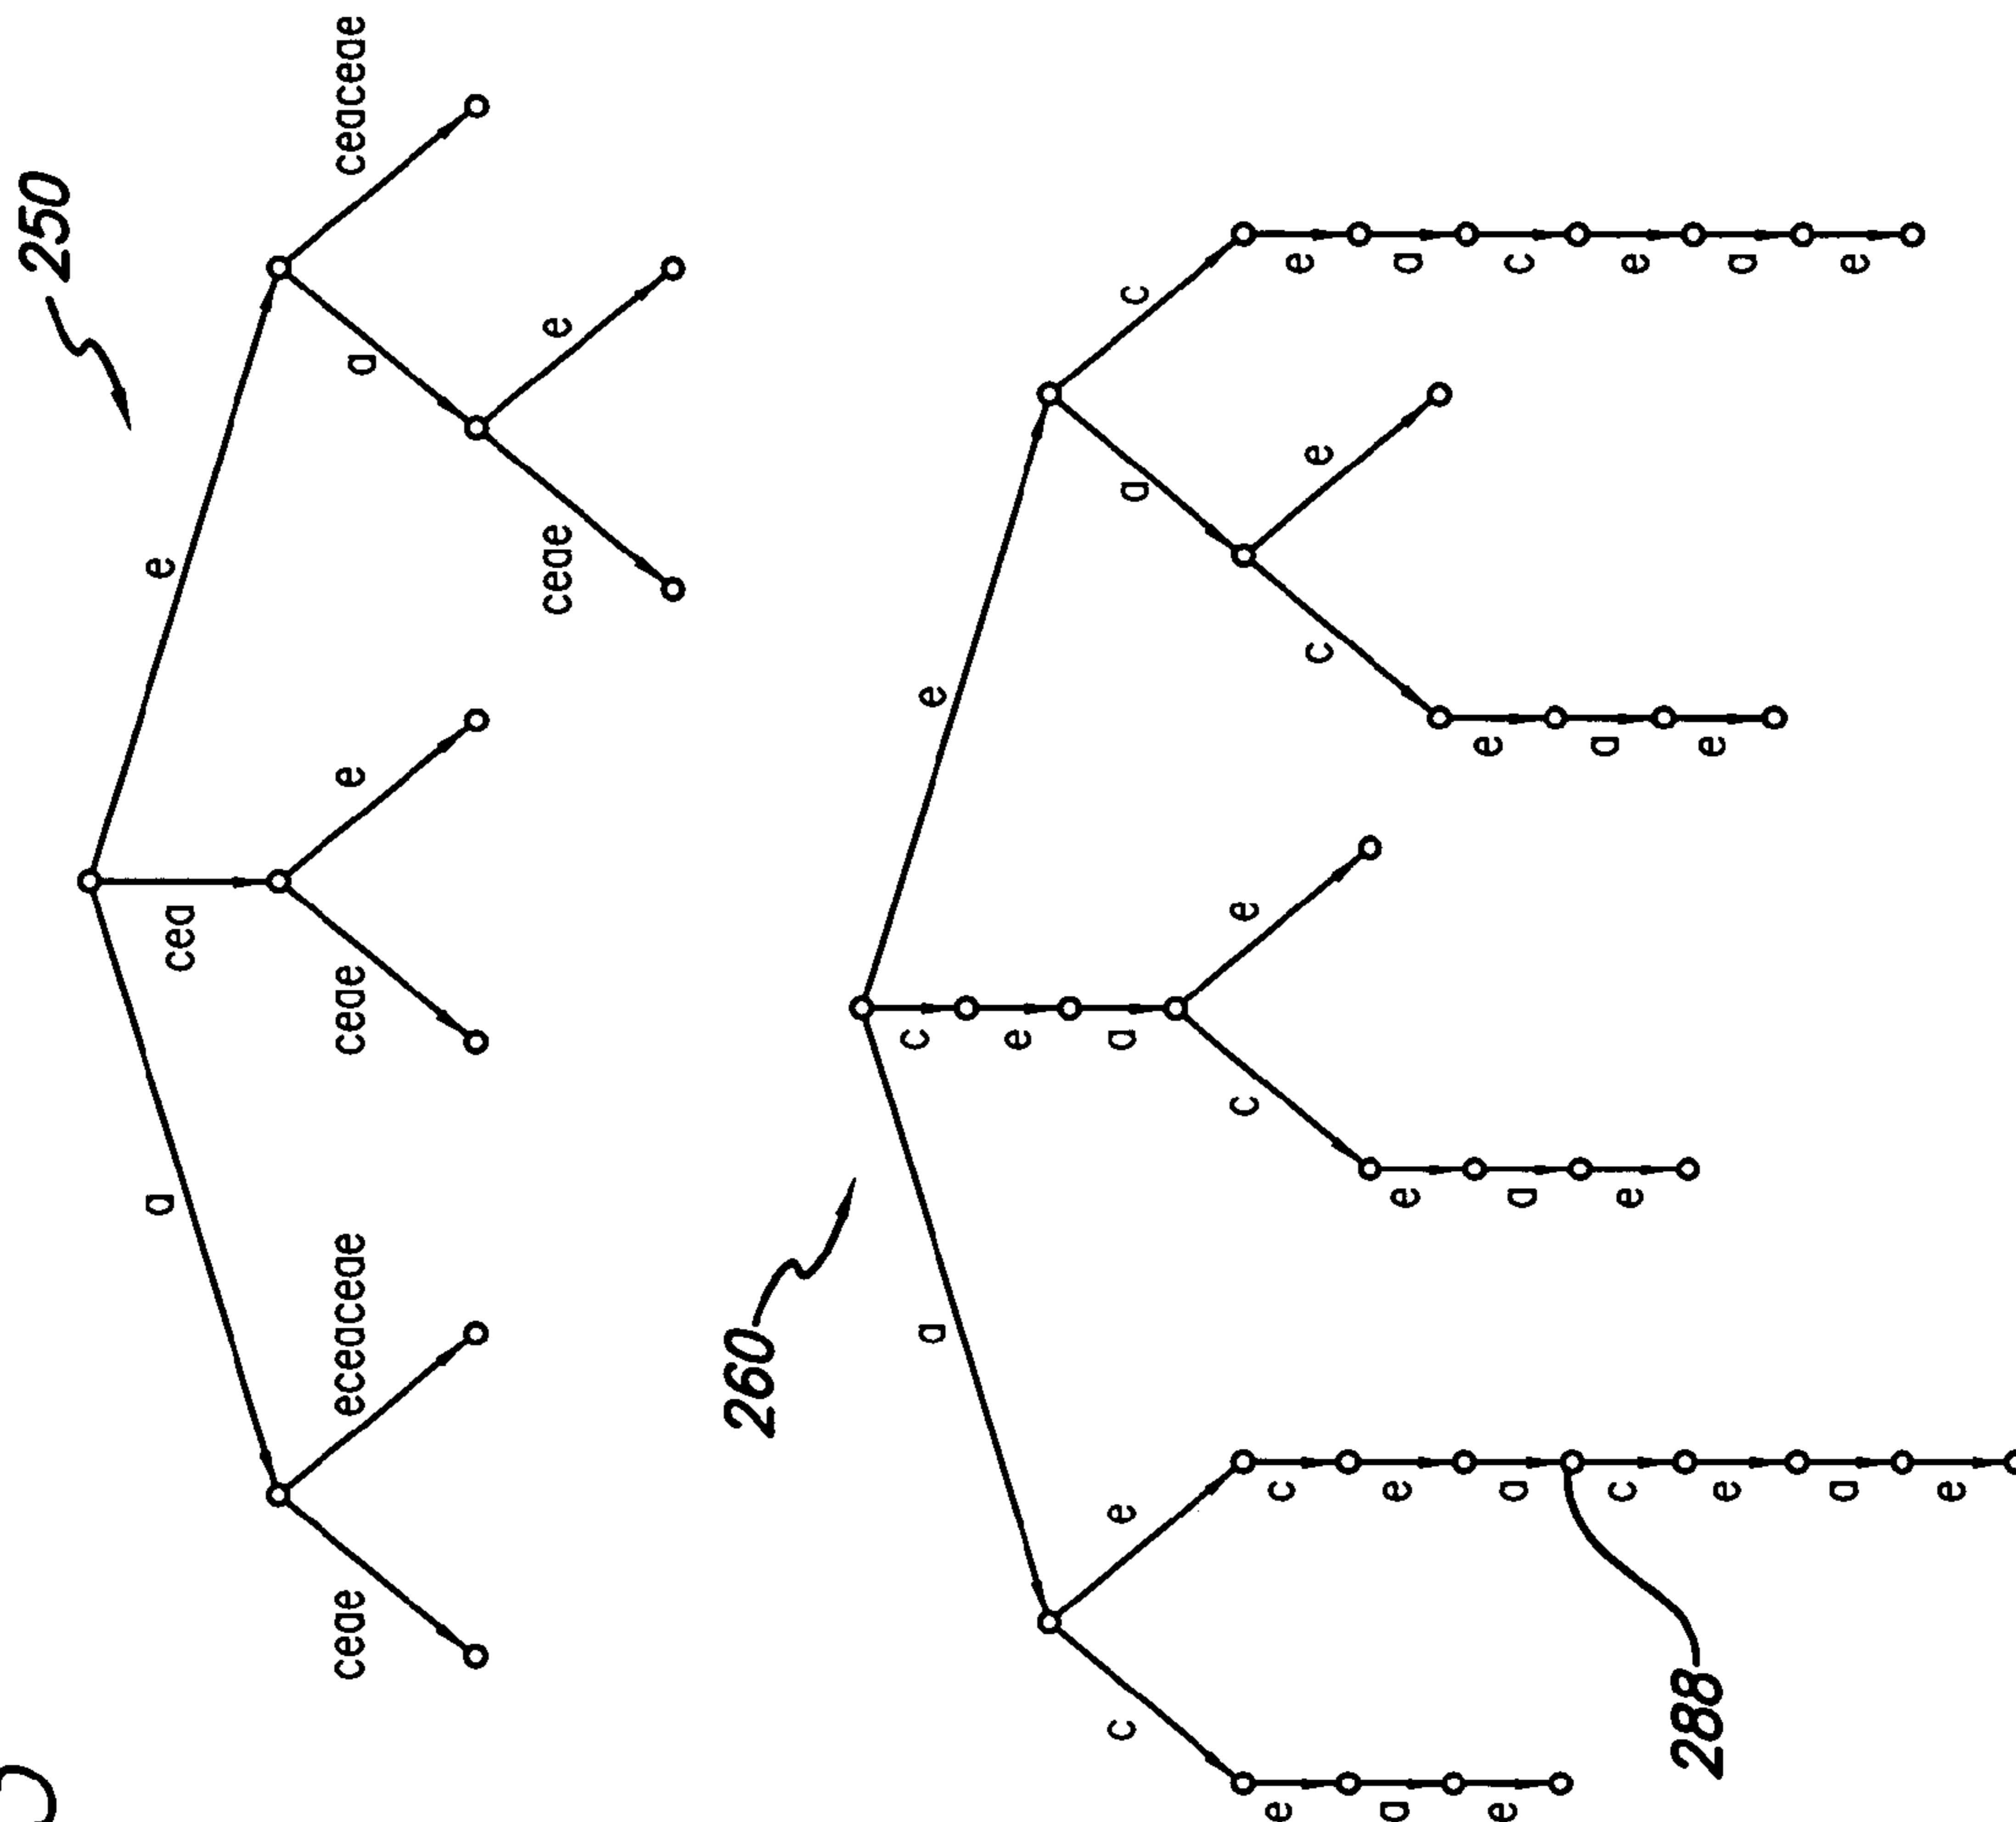 250
a cea e
ceae eceaceae ceae e a ceaceae
ceae e
260
a c e
e
c e a a c
c e
e c c e e
a e e a
e a a e c
a c e e
288 e e a
a e
e